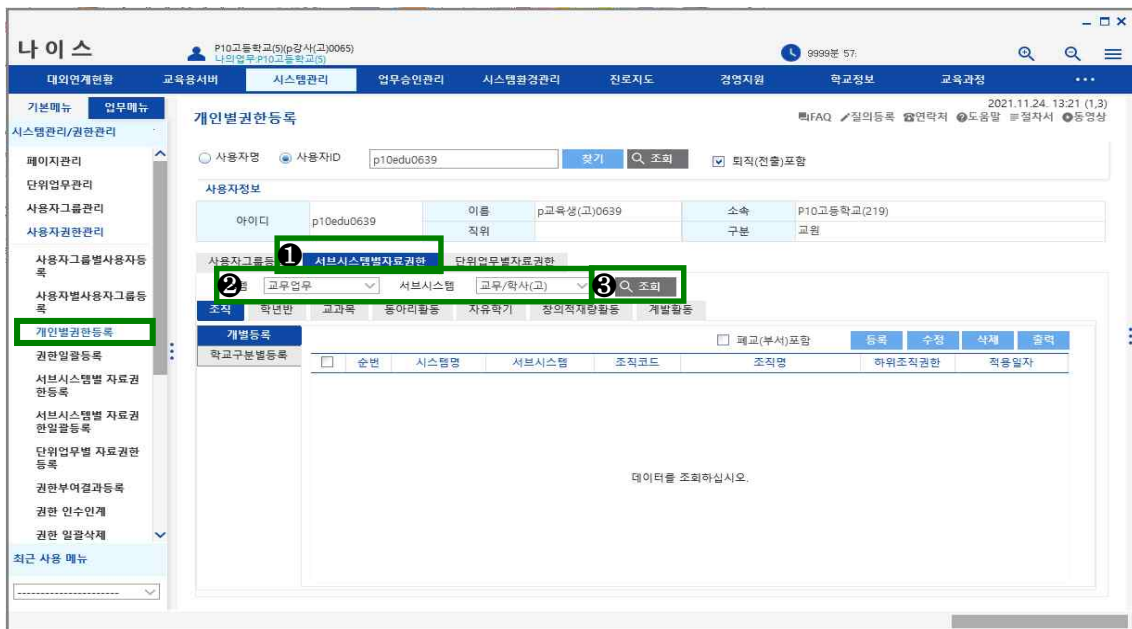 나이스
P10고등학교(5)(p강사(고)0065)
나의업무:P10고등학교(5)
9999분 57:
대외연계현황 교육용서버 시스템관리 업무승인관리 시스템환경관리 진로지도 경영지원 학교정보 교육과정 •••
기본메뉴 업무메뉴
시스템관리/권한관리
페이지관리
단위업무관리
사용자그룹관리
사용자권한관리
사용자그룹별사용자등
록
사용자별사용자그룹등
록
개인별권한등록
권한일괄등록
서브시스템별 자료권
한등록
서브시스템별 자료권
한일괄등록
단위업무별 자료권한
등록
권한부여결과등록
권한 인수인계
권한 일괄삭제
최근 사용 메뉴
----------------------
2021.11.24. 13:21 (1,3)
개인별권한등록 FAQ 질의등록 연락처 도움말 절차서 동영상
사용자명 사용자ID p10edu0639 찾기 조회 퇴직(전출)포함
사용자정보
아이디 p10edu0639 이름 p교육생(고)0639 소속 P10고등학교(219)
직위 구분 교원
사용자그룹등 ❶ 서브시스템별자료권한 단위업무별자료권한
❷ 교무업무 서브시스템 교무/학사(고) ❸ 조회
조직 학년반 교과목 동아리활동 자유학기 창의적재량활동 계발활동
개별등록 폐교(부서)포함 등록 수정 삭제 출력
학교구분별등록
순번 시스템명 서브시스템 조직코드 조직명 하위조직권한 적용일자
데이터를 조회하십시오.